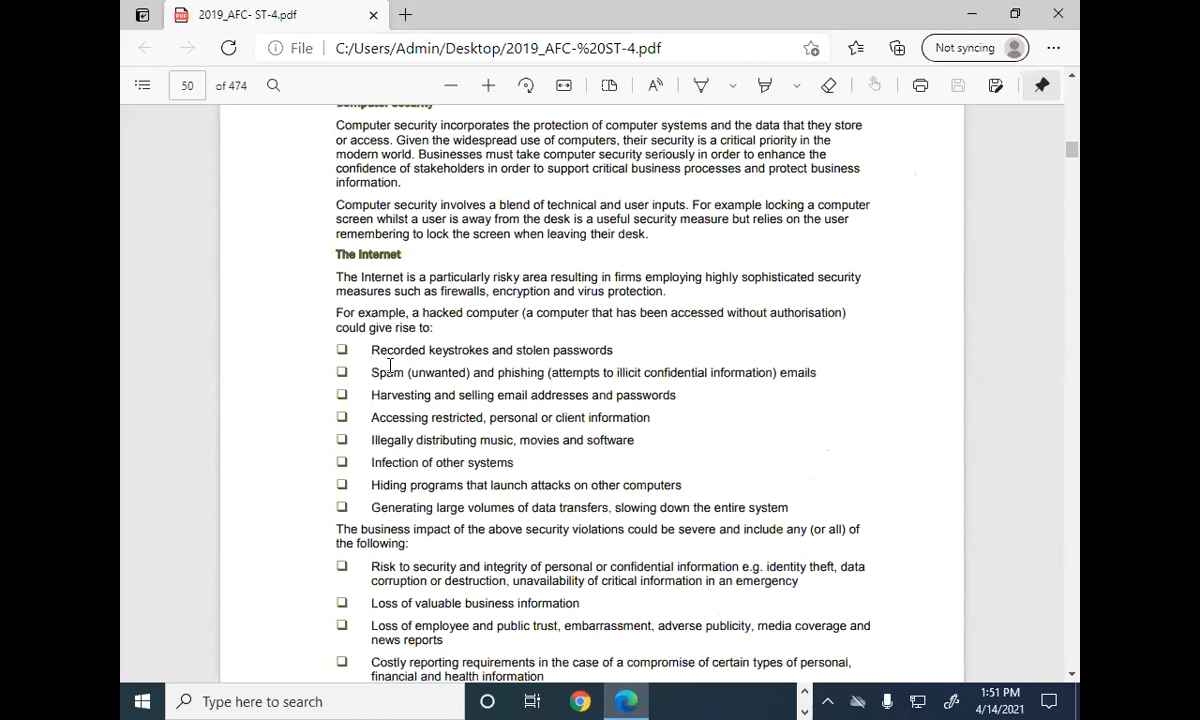 2019_AFC- ST-4.pdf
File
C:/Users/Admin/Desktop/2019_AFC-%20ST-4.pdf
Not syncing
50
of 474
Computer Security
Computer security incorporates the protection of computer systems and the data that they store
or access. Given the widespread use of computers, their security is a critical priority in the
modern world. Businesses must take computer security seriously in order to enhance the
confidence of stakeholders in order to support critical business processes and protect business
information.
Computer security involves a blend of technical and user inputs. For example locking a computer
screen whilst a user is away from the desk is a useful security measure but relies on the user
remembering to lock the screen when leaving their desk.
The Internet
The Internet is a particularly risky area resulting in firms employing highly sophisticated security
measures such as firewalls, encryption and virus protection.
For example, a hacked computer (a computer that has been accessed without authorisation)
could give rise to:
Recorded keystrokes and stolen passwords
Spam (unwanted) and phishing (attempts to illicit confidential information) emails
Harvesting and selling email addresses and passwords
Accessing restricted, personal or client information
Illegally distributing music, movies and software
Infection of other systems
Hiding programs that launch attacks on other computers
Generating large volumes of data transfers, slowing down the entire system
The business impact of the above security violations could be severe and include any (or all) of
the following:
Risk to security and integrity of personal or confidential information e.g. identity theft, data
corruption or destruction, unavailability of critical information in an emergency
Loss of valuable business information
Loss of employee and public trust, embarrassment, adverse publicity, media coverage and
news reports
Costly reporting requirements in the case of a compromise of certain types of personal,
financial and health information
Type here to search
1:51 PM
4/14/2021